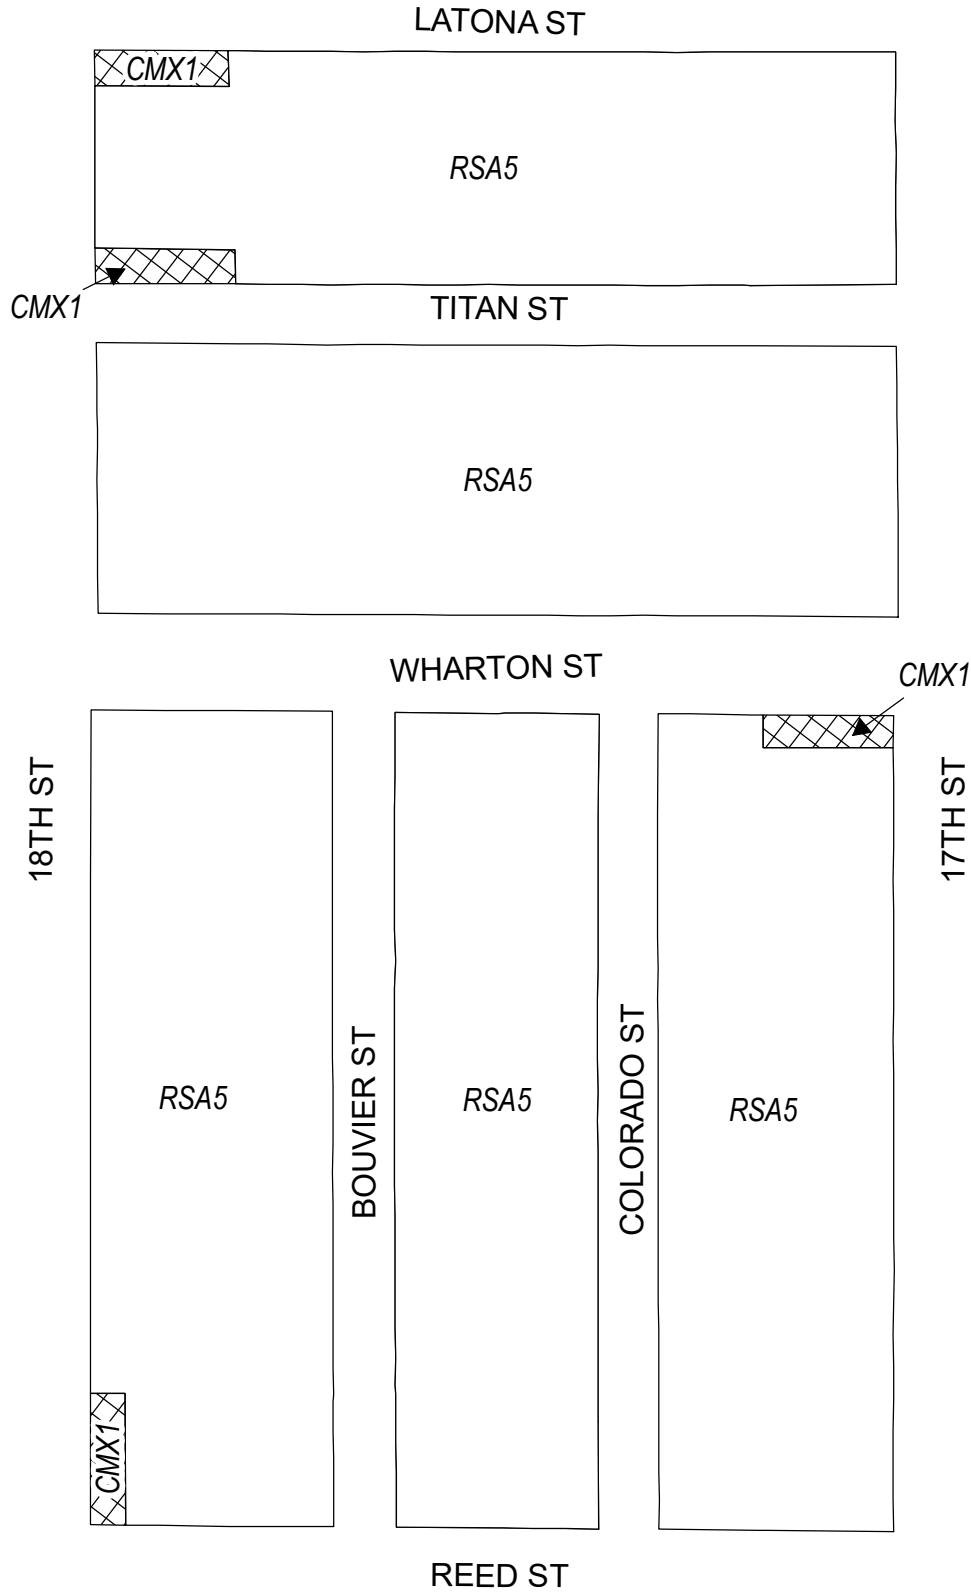 LATONA ST
CMX1
RSA5
CMX1
TITAN ST
RSA5
WHARTON ST
CMX1
18TH ST
17TH ST
BOUVIER ST
COLORADO ST
RSA5
RSA5
RSA5
CMX1
REED ST